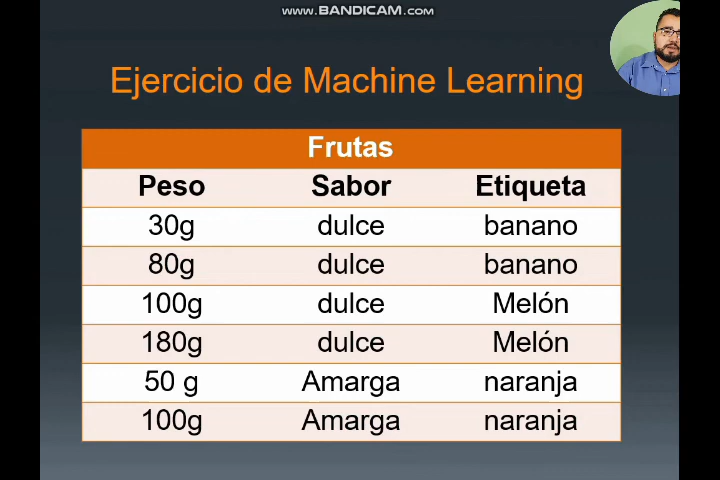 www.BANDICAM.com
Ejercicio de Machine Learning
Frutas
Peso Sabor Etiqueta
30g dulce banano
80g dulce banano
100g dulce Melón
180g dulce Melón
50 g Amarga naranja
100g Amarga naranja